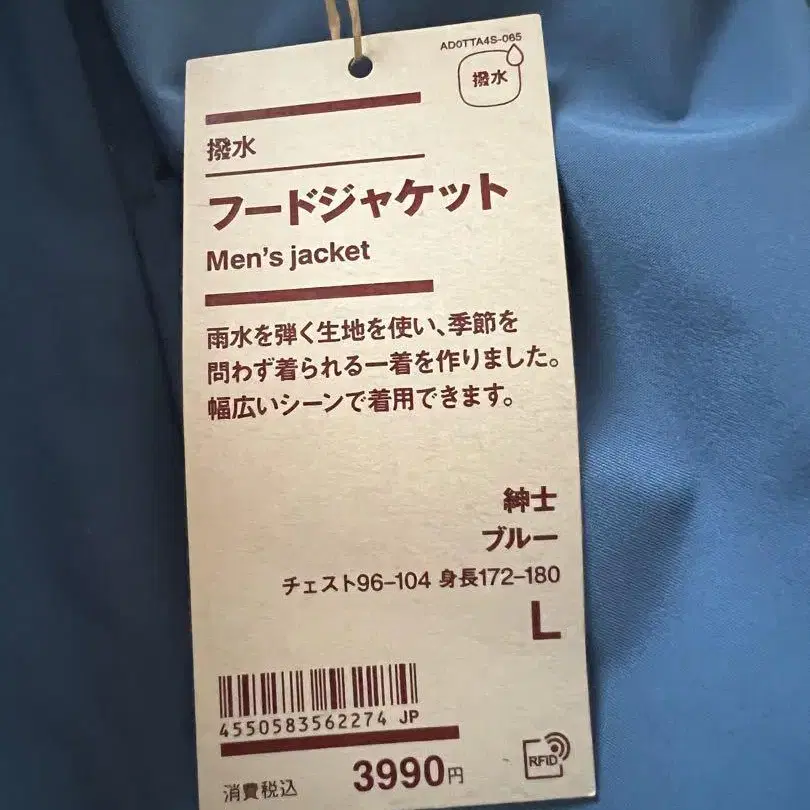 AD0TTA4S-065
撥水
撥水
フードジャケット
Men's jacket
雨水を弾く生地を使い、季節を
問わず着られる一着を作りました。
幅広いシーンで着用できます。
紳士
ブルー
チェスト96-104 身長172-180
L
4550583562274 JP
消費税込 3990円
RFID